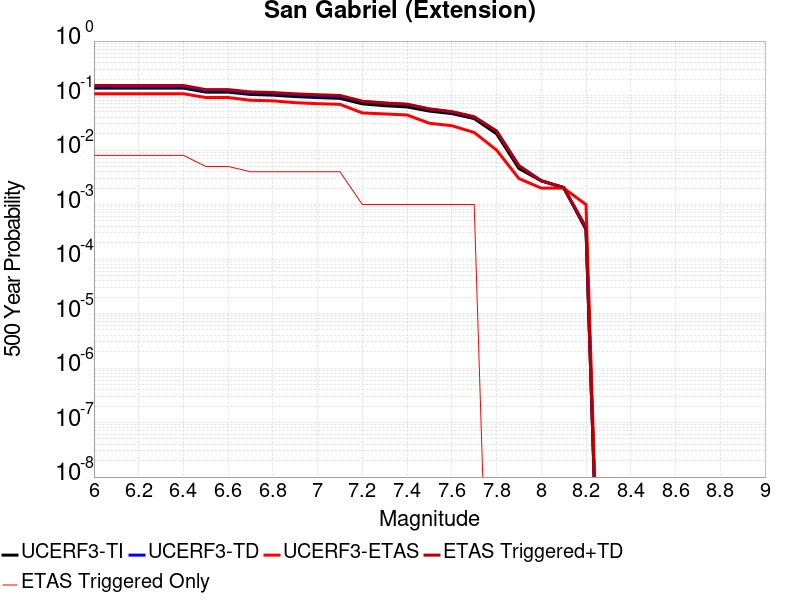 San Gabriel (Extension)
500 Year Probability
10^0
10^-1
10^-2
10^-3
10^-4
10^-5
10^-6
10^-7
10^-8
6 6.2 6.4 6.6 6.8 7 7.2 7.4 7.6 7.8 8 8.2 8.4 8.6 8.8 9
Magnitude
UCERF3-TI UCERF3-TD UCERF3-ETAS ETAS Triggered+TD
ETAS Triggered Only